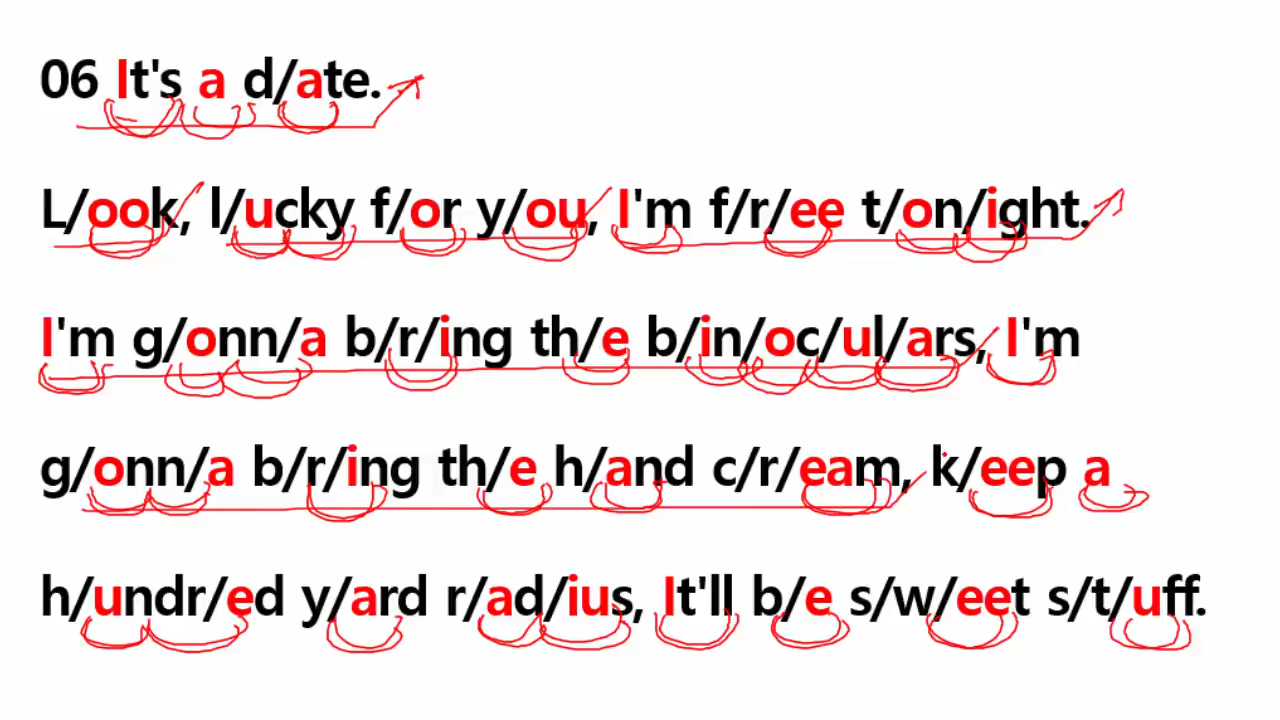 06 It's a d/ate.
L/ook, l/ucky f/or y/ou, I'm f/r/ee t/on/ight.
I'm g/onn/a b/r/ing th/e b/in/oc/ul/ars, I'm
g/onn/a b/r/ing th/e h/and c/r/eam, k/eep a
h/undr/ed y/ard r/ad/ius, It'll b/e s/w/eet s/t/uff.